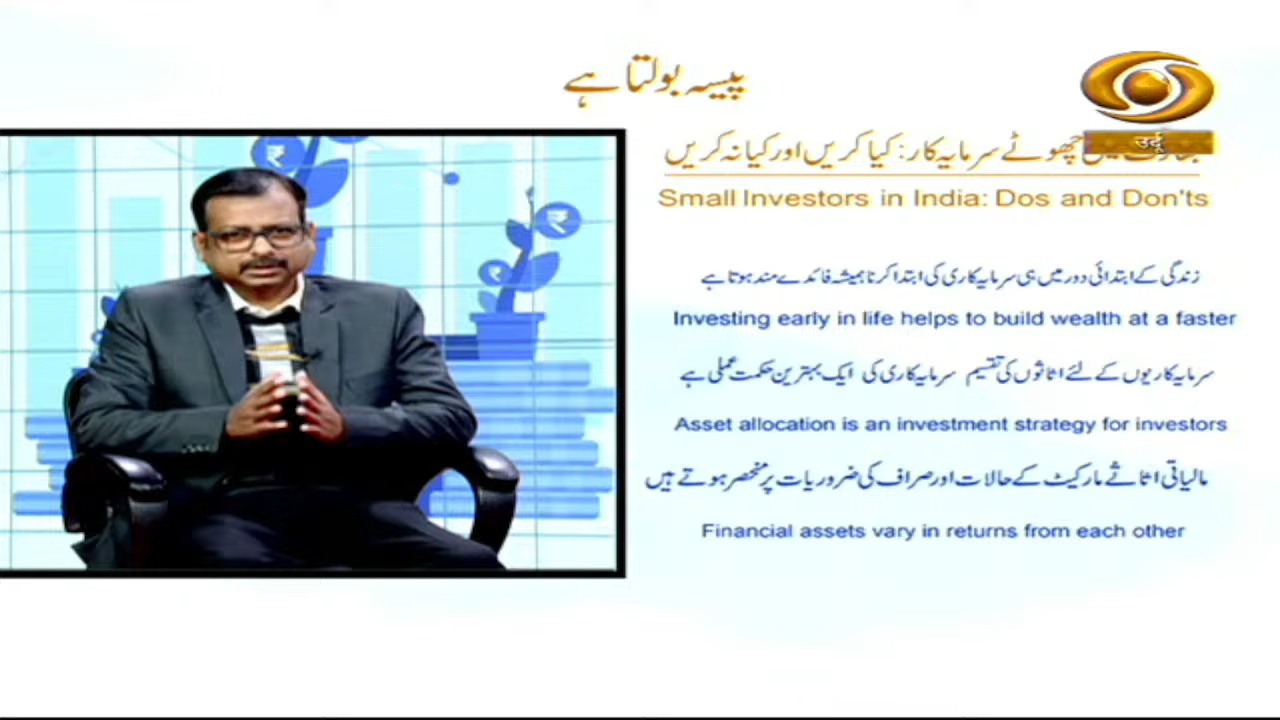 پیسہ بولتا ہے
उर्दू
چھوٹے سرمایہ کار: کیا کریں اور کیا نہ کریں
Small Investors in India: Dos and Don'ts
زندگی کے ابتدائی دور میں ہی سرمایہ کاری کی ابتدا کرنا ہمیشہ فائدے مند ہوتا ہے
Investing early in life helps to build wealth at a faster
سرمایہ کاریوں کے لئے اثاثوں کی تقسیم سرمایہ کاری کی ایک بہترین حکمت عملی ہے
Asset allocation is an investment strategy for investors
مالیاتی اثاثے مارکیٹ کے حالات اور صراف کی ضروریات پر منحصر ہوتے ہیں
Financial assets vary in returns from each other